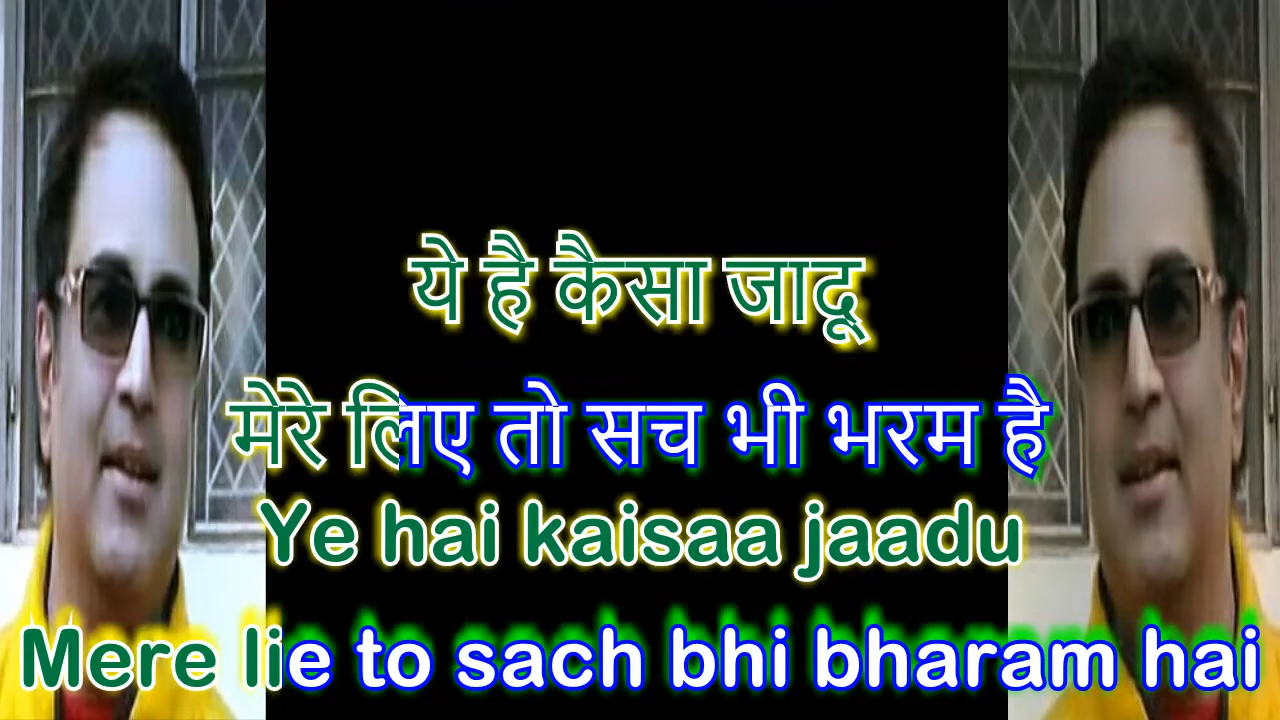 ये है कैसा जादू
मेरे लिए तो सच भी भरम है
Ye hai kaisaa jaadu
Mere lie to sach bhi bharam hai